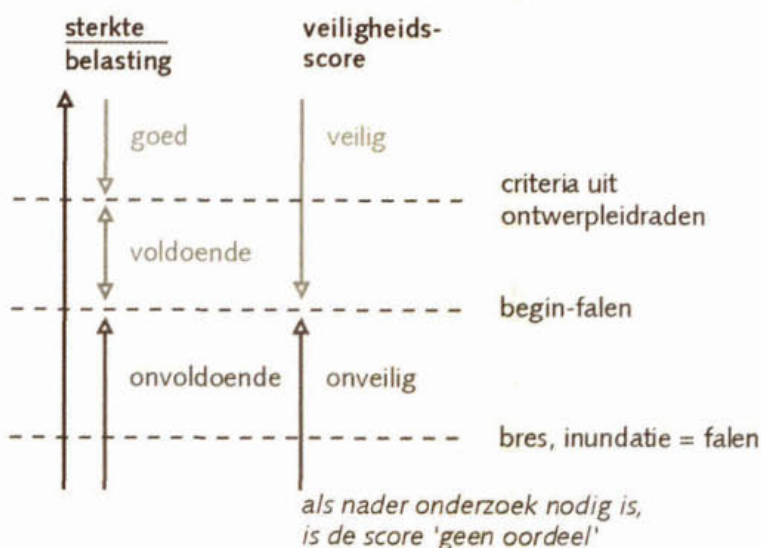 sterkte
belasting
veiligheids-
score
goed
veilig
criteria uit
ontwerpleidraden
voldoende
begin-falen
onvoldoende
onveilig
bres, inundatie = falen
als nader onderzoek nodig is,
is de score 'geen oordeel'